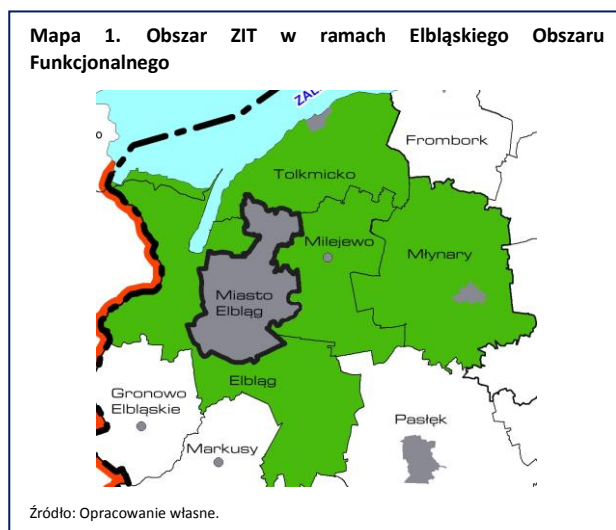 Mapa 1. Obszar ZIT w ramach Elbląskiego Obszaru
Funkcjonalnego
ZAL
Frombork
Tolkmicko
Milejewo
Młynary
Miasto
Elbląg
Elbląg
Gronowo
Elbląskie
Pasłęk
Markusy
Źródło: Opracowanie własne.